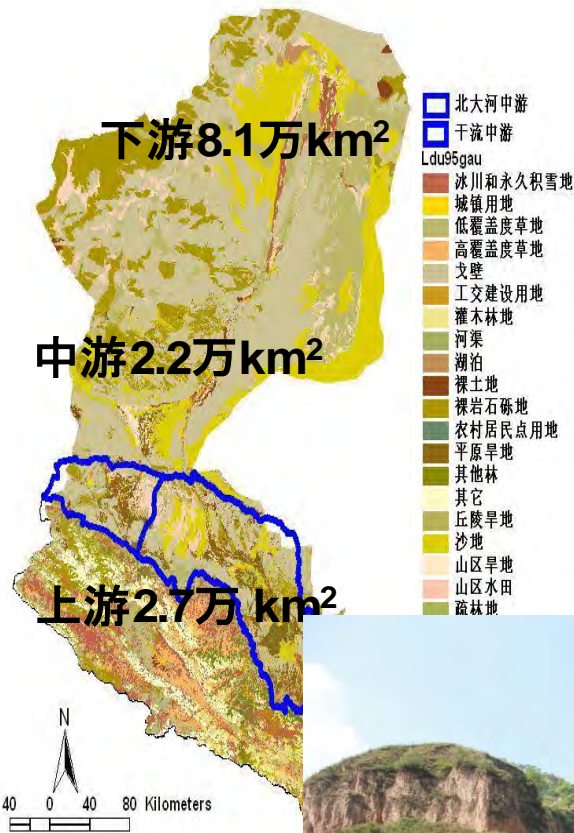 下游8.1万km²
中游2.2万km²
上游2.7万 km²
北大河中游
干流中游
Ldu95gau
冰川和永久积雪地
城镇用地
低覆盖度草地
高覆盖度草地
戈壁
工交建设用地
灌木林地
河渠
湖泊
裸土地
裸岩石砾地
农村居民点用地
平原旱地
其他林
其它
丘陵旱地
沙地
山区旱地
山区水田
疏林地
N
40 0 40 80 Kilometers